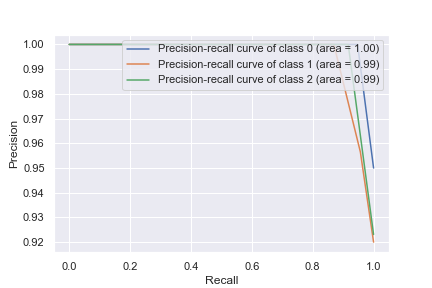 1.00
0.99
0.98
0.97
0.96
0.95
0.94
0.93
0.92
Precision
Precision-recall curve of class 0 (area = 1.00)
Precision-recall curve of class 1 (area = 0.99)
Precision-recall curve of class 2 (area = 0.99)
0.0 0.2 0.4 0.6 0.8 1.0
Recall